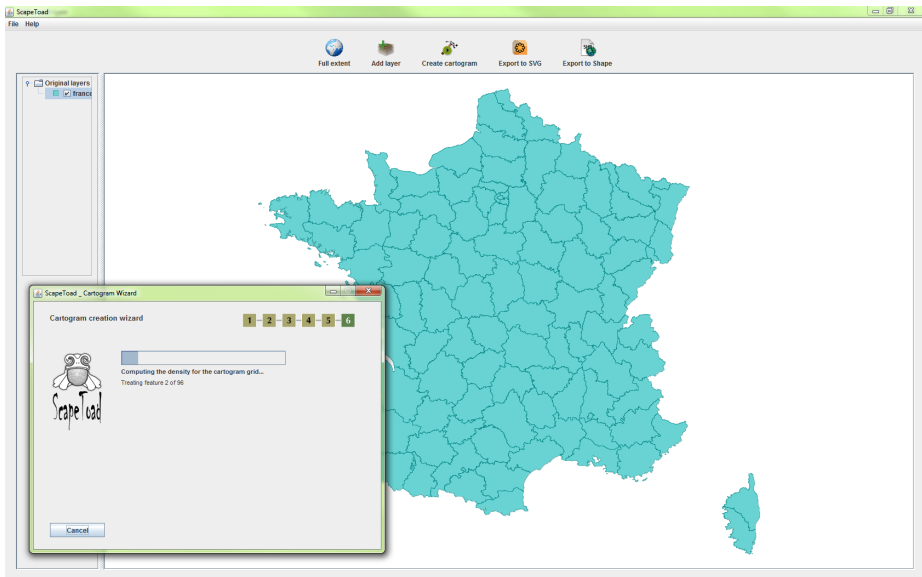 ScapeToad
File Help
Full extent Add layer Create cartogram Export to SVG Export to Shape
Original layers
france
ScapeToad _ Cartogram Wizard
Cartogram creation wizard
1 2 3 4 5 6
Computing the density for the cartogram grid...
Treating feature 2 of 96
ScapeToad
Cancel